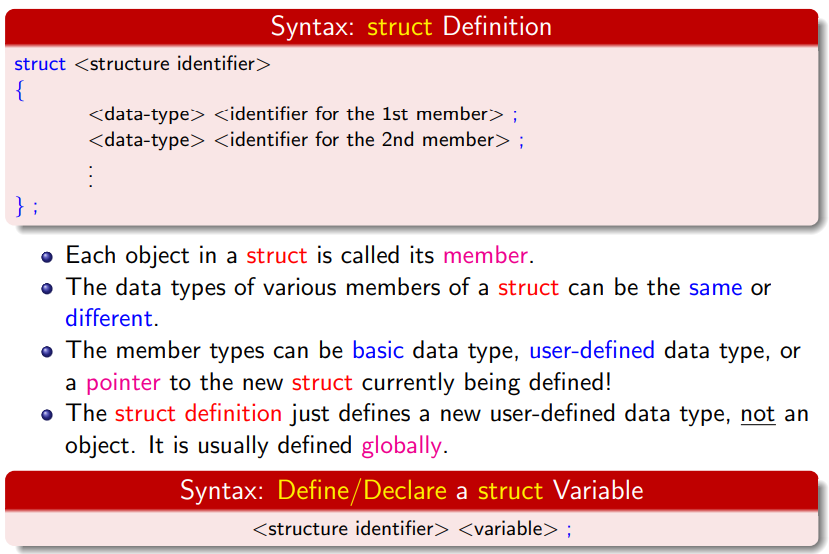 Syntax: struct Definition
struct <structure identifier>
{
<data-type> <identifier for the 1st member> ;
<data-type> <identifier for the 2nd member> ;
⋮
} ;
Each object in a struct is called its member.
The data types of various members of a struct can be the same or
different.
The member types can be basic data type, user-defined data type, or
a pointer to the new struct currently being defined!
The struct definition just defines a new user-defined data type, not an
object. It is usually defined globally.
Syntax: Define/Declare a struct Variable
<structure identifier> <variable> ;